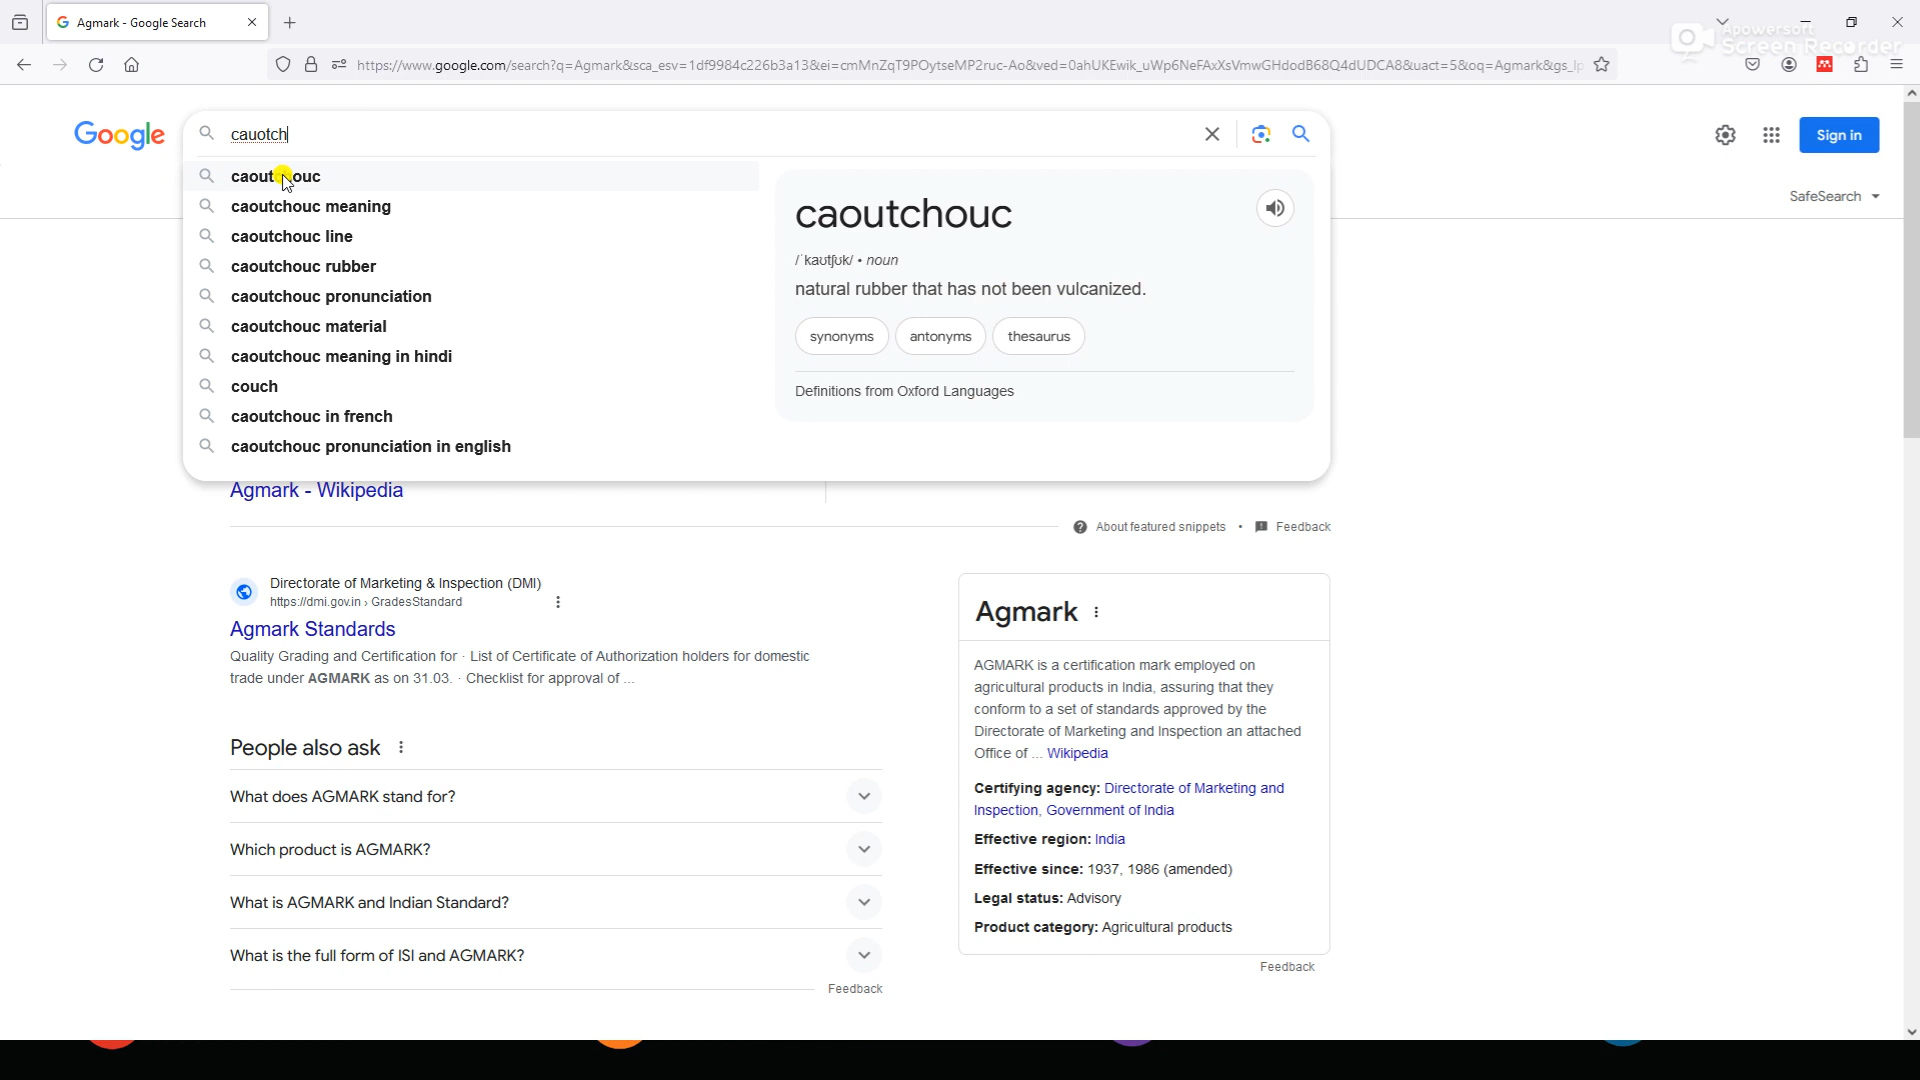 Agmark - Google Search
Apowersoft
Screen Recorder
https://www.google.com/search?q=Agmark&sca_esv=1df9984c226b3a13&ei=cmMnZqT9POytseMP2ruc-Ao&ved=0ahUKEwik_uWp6NeFAxXsVmwGHdodB68Q4dUDCA8&uact=5&oq=Agmark&gs_lp
Google
cauotch
Sign in
caoutchouc
caoutchouc meaning
caoutchouc line
caoutchouc rubber
caoutchouc pronunciation
caoutchouc material
caoutchouc meaning in hindi
couch
caoutchouc in french
caoutchouc pronunciation in english
caoutchouc
/ˈkaʊtʃʊk/ • noun
natural rubber that has not been vulcanized.
synonyms antonyms thesaurus
Definitions from Oxford Languages
SafeSearch
Agmark - Wikipedia
About featured snippets • Feedback
Directorate of Marketing & Inspection (DMI)
https://dmi.gov.in › GradesStandard
Agmark Standards
Quality Grading and Certification for · List of Certificate of Authorization holders for domestic
trade under AGMARK as on 31.03. · Checklist for approval of ...
People also ask
What does AGMARK stand for?
Which product is AGMARK?
What is AGMARK and Indian Standard?
What is the full form of ISI and AGMARK?
Feedback
Agmark
AGMARK is a certification mark employed on
agricultural products in India, assuring that they
conform to a set of standards approved by the
Directorate of Marketing and Inspection an attached
Office of ... Wikipedia
Certifying agency: Directorate of Marketing and
Inspection, Government of India
Effective region: India
Effective since: 1937, 1986 (amended)
Legal status: Advisory
Product category: Agricultural products
Feedback